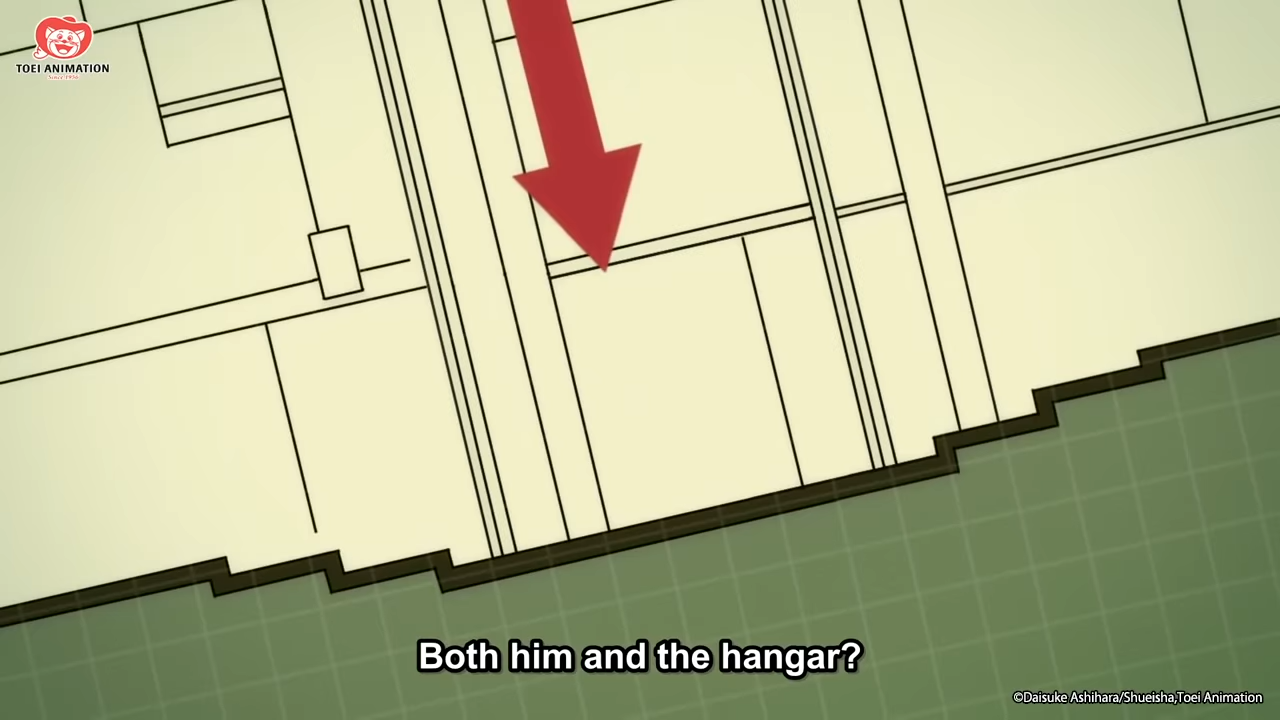 TOEI ANIMATION
Since 1956
Both him and the hangar?
©Daisuke Ashihara/Shueisha,Toei Animation